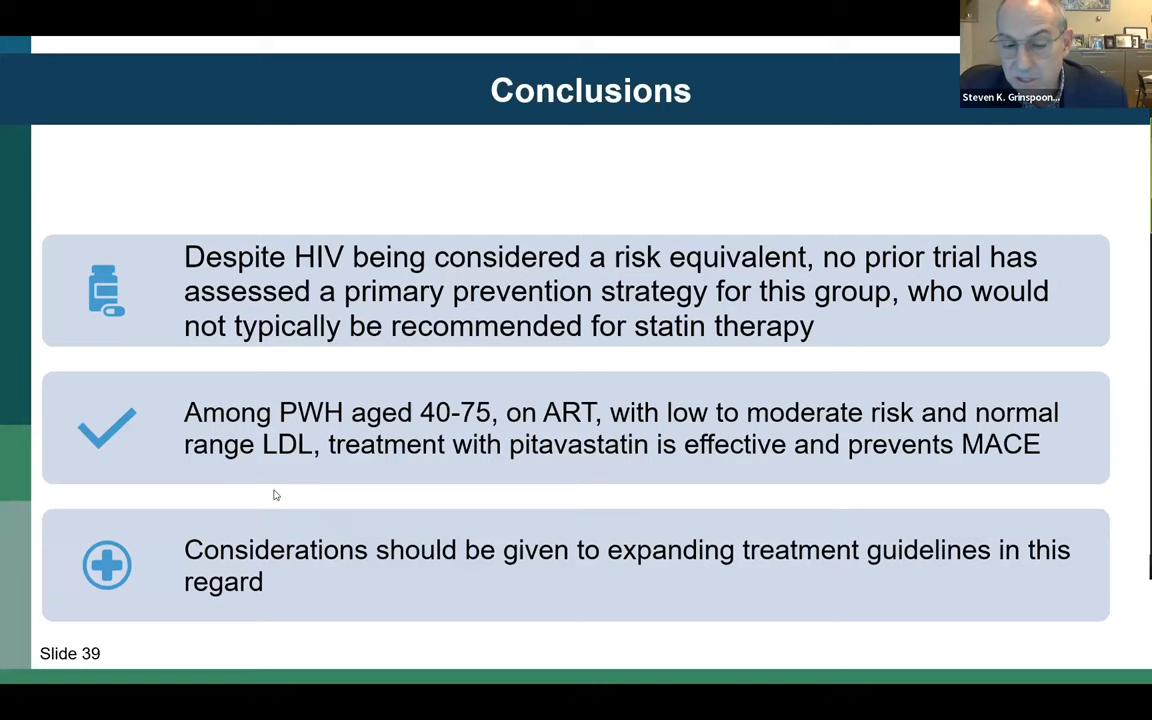 Conclusions
Steven K. Grinspoon...
Despite HIV being considered a risk equivalent, no prior trial has
assessed a primary prevention strategy for this group, who would
not typically be recommended for statin therapy
Among PWH aged 40-75, on ART, with low to moderate risk and normal
range LDL, treatment with pitavastatin is effective and prevents MACE
Considerations should be given to expanding treatment guidelines in this
regard
Slide 39